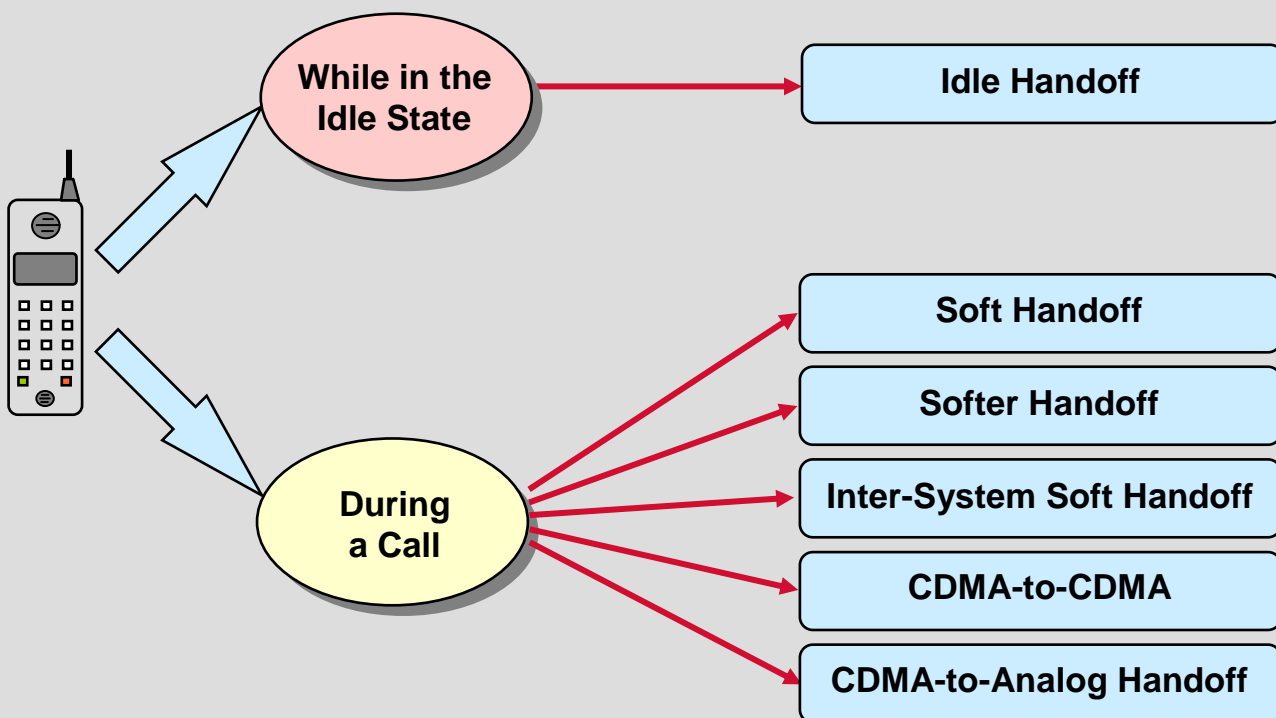 While in the
Idle State
Idle Handoff
Soft Handoff
Softer Handoff
Inter-System Soft Handoff
During
a Call
CDMA-to-CDMA
CDMA-to-Analog Handoff